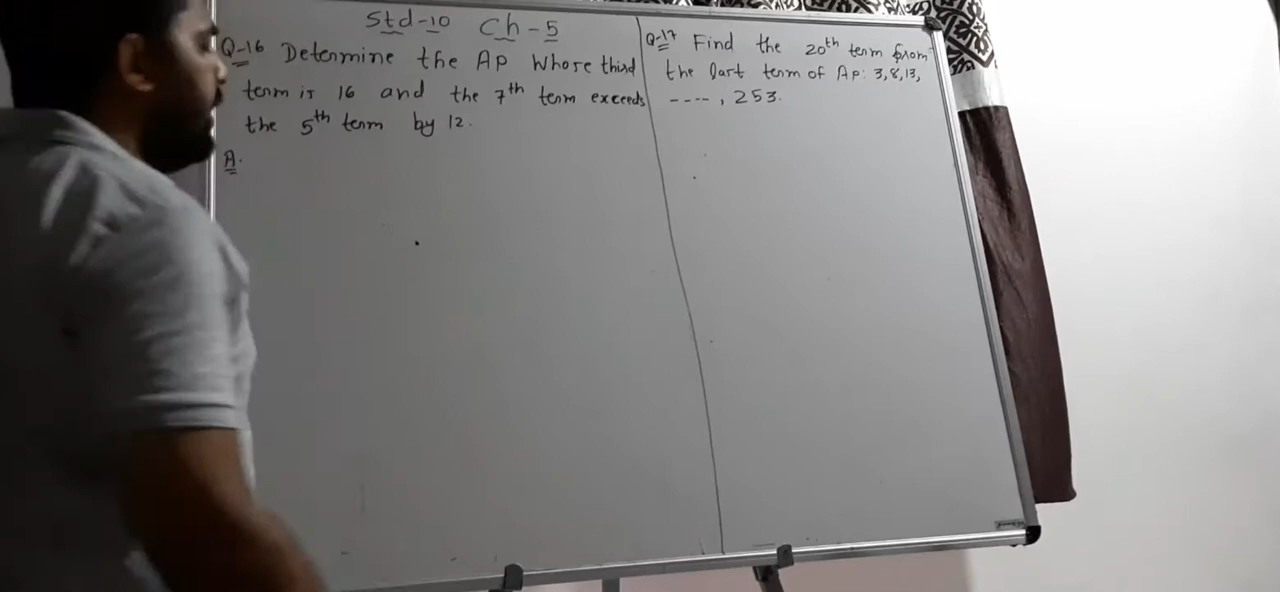 Std-10 Ch-5
Q-16 Determine the AP Whose third
term is 16 and the 7th term exceeds
the 5th term by 12.
A.
Q-17 Find the 20th term from
the last term of AP: 3,8,13,
----, 253.